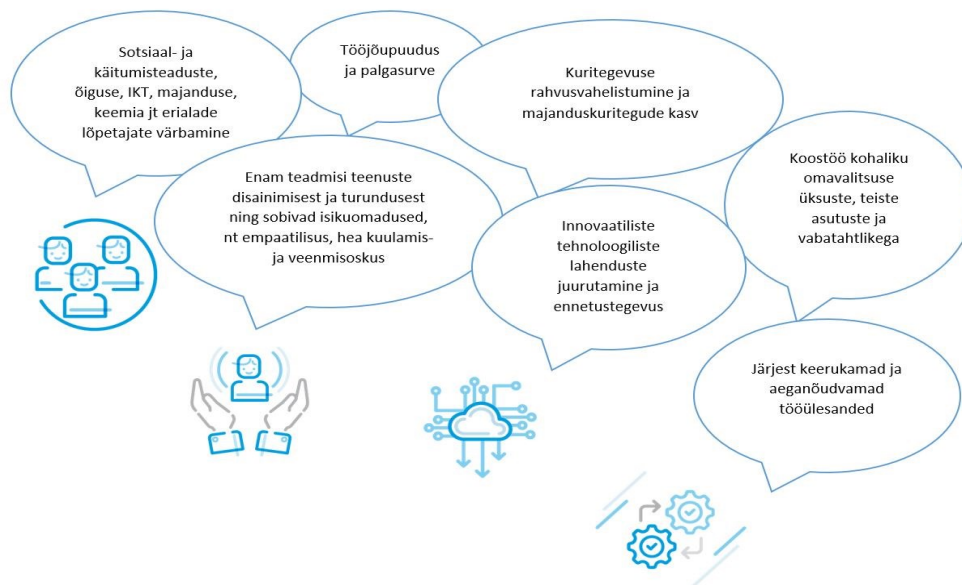 Sotsiaal- ja
käitumisteaduste,
õiguse, IKT, majanduse,
keemia jt erialade
lõpetajate värbamine
Tööjõupuudus
ja palgasurve
Kuritegevuse
rahvusvahelistumine ja
majanduskuritegude kasv
Koostöö kohaliku
omavalitsuse
üksuste, teiste
asutuste ja
vabatahtlikega
Enam teadmisi teenuste
disainimisest ja turundusest
ning sobivad isikuomadused,
nt empaatilisus, hea kuulamis-
ja veenmisoskus
Innovaatiliste
tehnoloogiliste
lahenduste
juurutamine ja
ennetustegevus
Järjest keerukamad ja
aeganõudvamad
tööülesanded